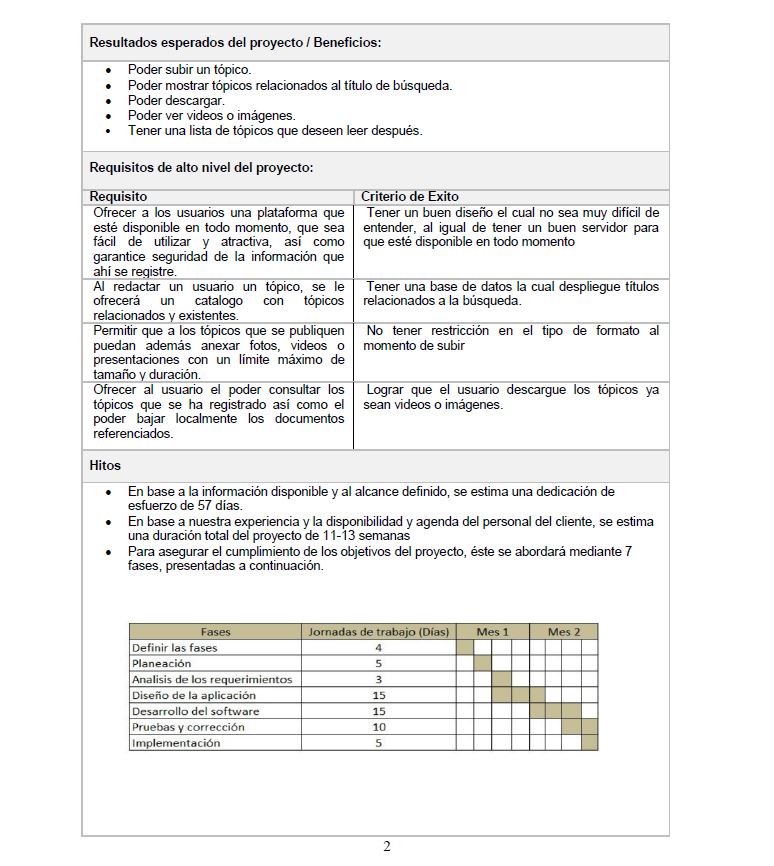 Resultados esperados del proyecto / Beneficios:
• Poder subir un tópico.
• Poder mostrar tópicos relacionados al título de búsqueda.
• Poder descargar.
• Poder ver videos o imágenes.
• Tener una lista de tópicos que deseen leer después.
Requisitos de alto nivel del proyecto:
Requisito
Criterio de Exito
Ofrecer a los usuarios una plataforma que
esté disponible en todo momento, que sea
fácil de utilizar y atractiva, así como
garantice seguridad de la información que
ahí se registre.
Tener un buen diseño el cual no sea muy difícil de
entender, al igual de tener un buen servidor para
que esté disponible en todo momento
Al redactar un usuario un tópico, se le
ofrecerá un catalogo con tópicos
relacionados y existentes.
Tener una base de datos la cual despliegue títulos
relacionados a la búsqueda.
Permitir que a los tópicos que se publiquen
puedan además anexar fotos, videos o
presentaciones con un límite máximo de
tamaño y duración.
No tener restricción en el tipo de formato al
momento de subir
Ofrecer al usuario el poder consultar los
tópicos que se ha registrado así como el
poder bajar localmente los documentos
referenciados.
Lograr que el usuario descargue los tópicos ya
sean videos o imágenes.
Hitos
• En base a la información disponible y al alcance definido, se estima una dedicación de
esfuerzo de 57 días.
• En base a nuestra experiencia y la disponibilidad y agenda del personal del cliente, se estima
una duración total del proyecto de 11-13 semanas
• Para asegurar el cumplimiento de los objetivos del proyecto, éste se abordará mediante 7
fases, presentadas a continuación.
Fases Jornadas de trabajo (Días) Mes 1 Mes 2
Definir las fases 4
Planeación 5
Analisis de los requerimientos 3
Diseño de la aplicación 15
Desarrollo del software 15
Pruebas y corrección 10
Implementación 5
2